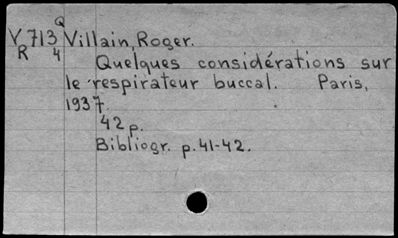 Q
V 713 Villain, Roger.
R 4
Quelques considérations sur
le respirateur buccal. Paris,
1937.
42 p.
Bibliogr. p. 41-42.